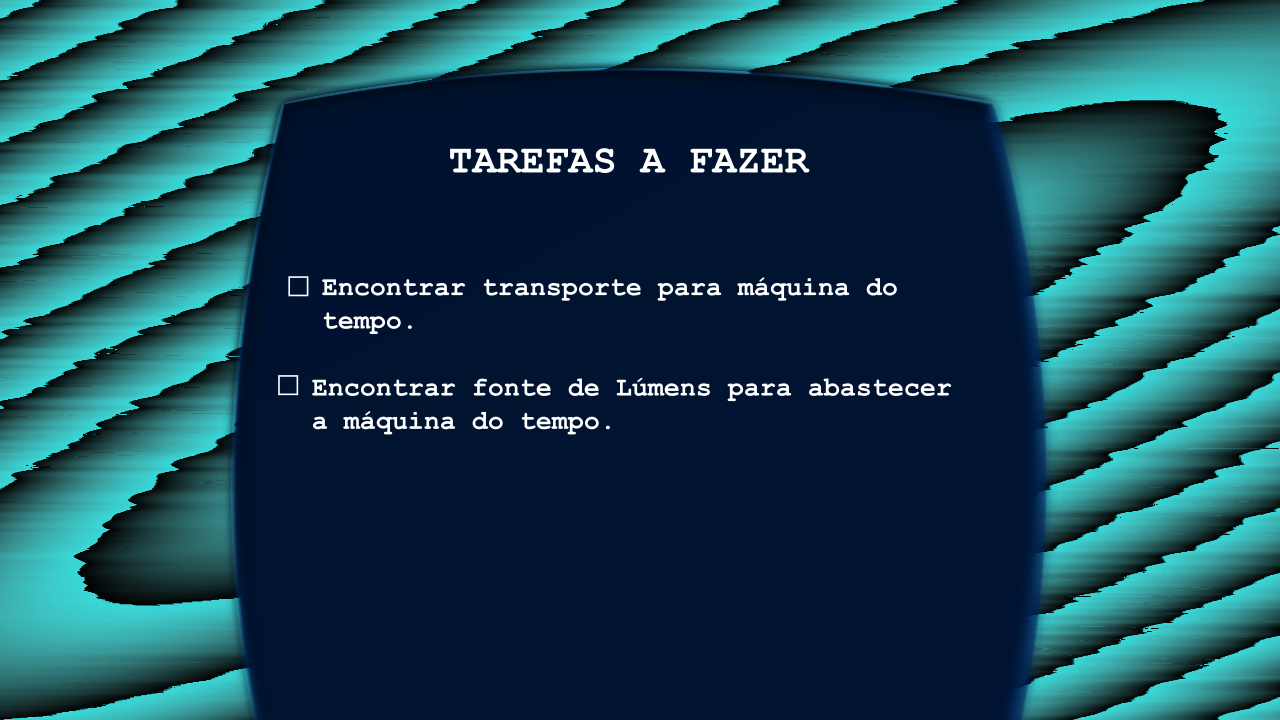 TAREFAS A FAZER
☐ Encontrar transporte para máquina do
tempo.
☐ Encontrar fonte de Lúmens para abastecer
a máquina do tempo.